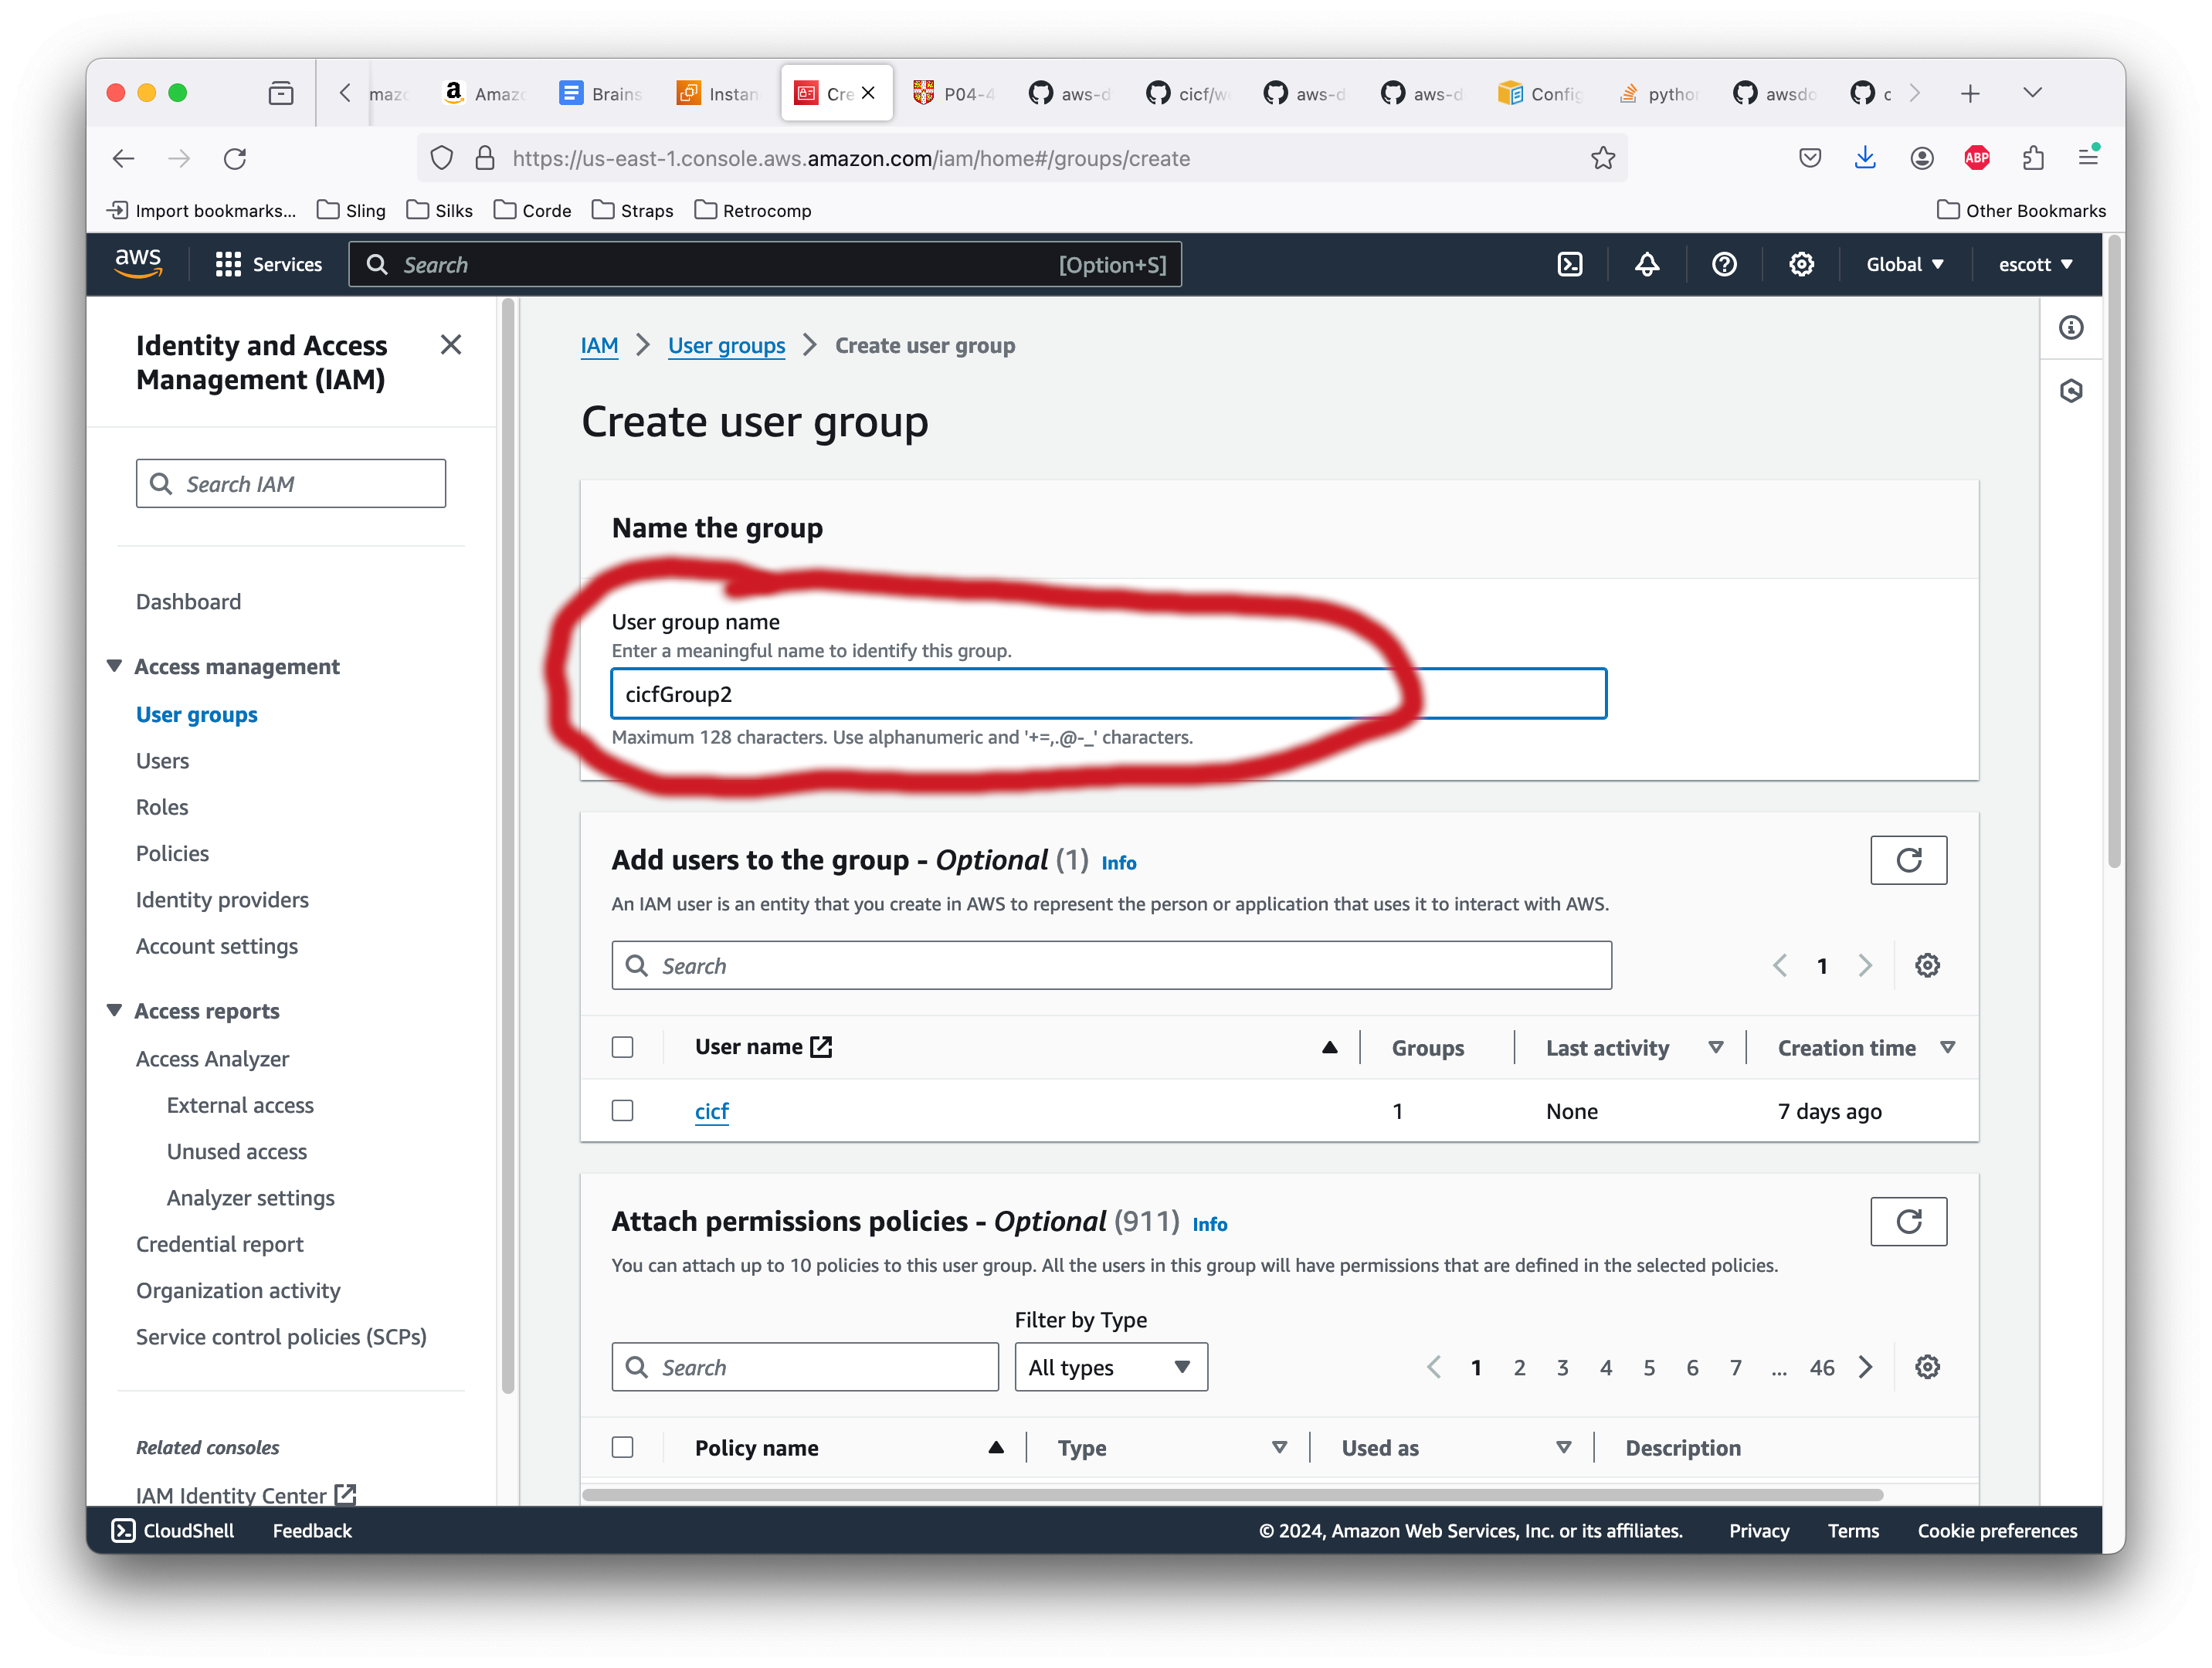 mazo
Amazo
Brains
Instan
Cre
P04-4
aws-d
cicf/w
aws-d
aws-d
Config
python
awsdo
c
https://us-east-1.console.aws.amazon.com/iam/home#/groups/create
ABP
Import bookmarks...
Sling
Silks
Corde
Straps
Retrocomp
Other Bookmarks
aws
Services
Search
[Option+S]
Global
escott
Identity and Access
Management (IAM)
Search IAM
Dashboard
Access management
User groups
Users
Roles
Policies
Identity providers
Account settings
Access reports
Access Analyzer
External access
Unused access
Analyzer settings
Credential report
Organization activity
Service control policies (SCPs)
Related consoles
IAM Identity Center
IAM > User groups > Create user group
Create user group
Name the group
User group name
Enter a meaningful name to identify this group.
cicfGroup2
Maximum 128 characters. Use alphanumeric and '+=,.@-_' characters.
Add users to the group - Optional (1) Info
An IAM user is an entity that you create in AWS to represent the person or application that uses it to interact with AWS.
Search
1
User name
Groups
Last activity
Creation time
cicf
1
None
7 days ago
Attach permissions policies - Optional (911) Info
You can attach up to 10 policies to this user group. All the users in this group will have permissions that are defined in the selected policies.
Filter by Type
Search
All types
1 2 3 4 5 6 7 ... 46
Policy name
Type
Used as
Description
CloudShell
Feedback
© 2024, Amazon Web Services, Inc. or its affiliates.
Privacy
Terms
Cookie preferences